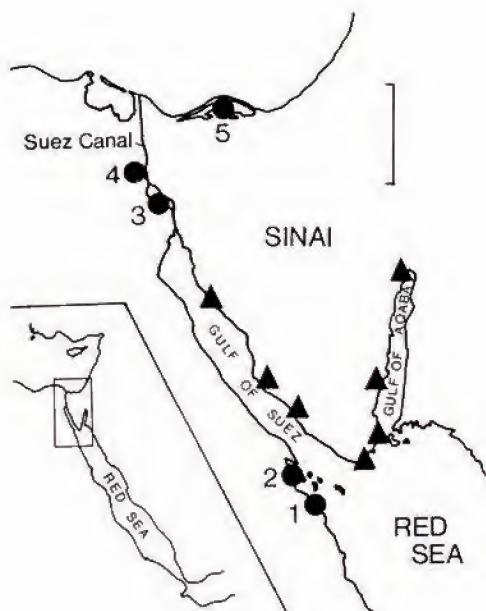 5
Suez Canal
4
3
SINAI
GULF OF AQABA
GULF OF SUEZ
2
1
RED
SEA
RED SEA